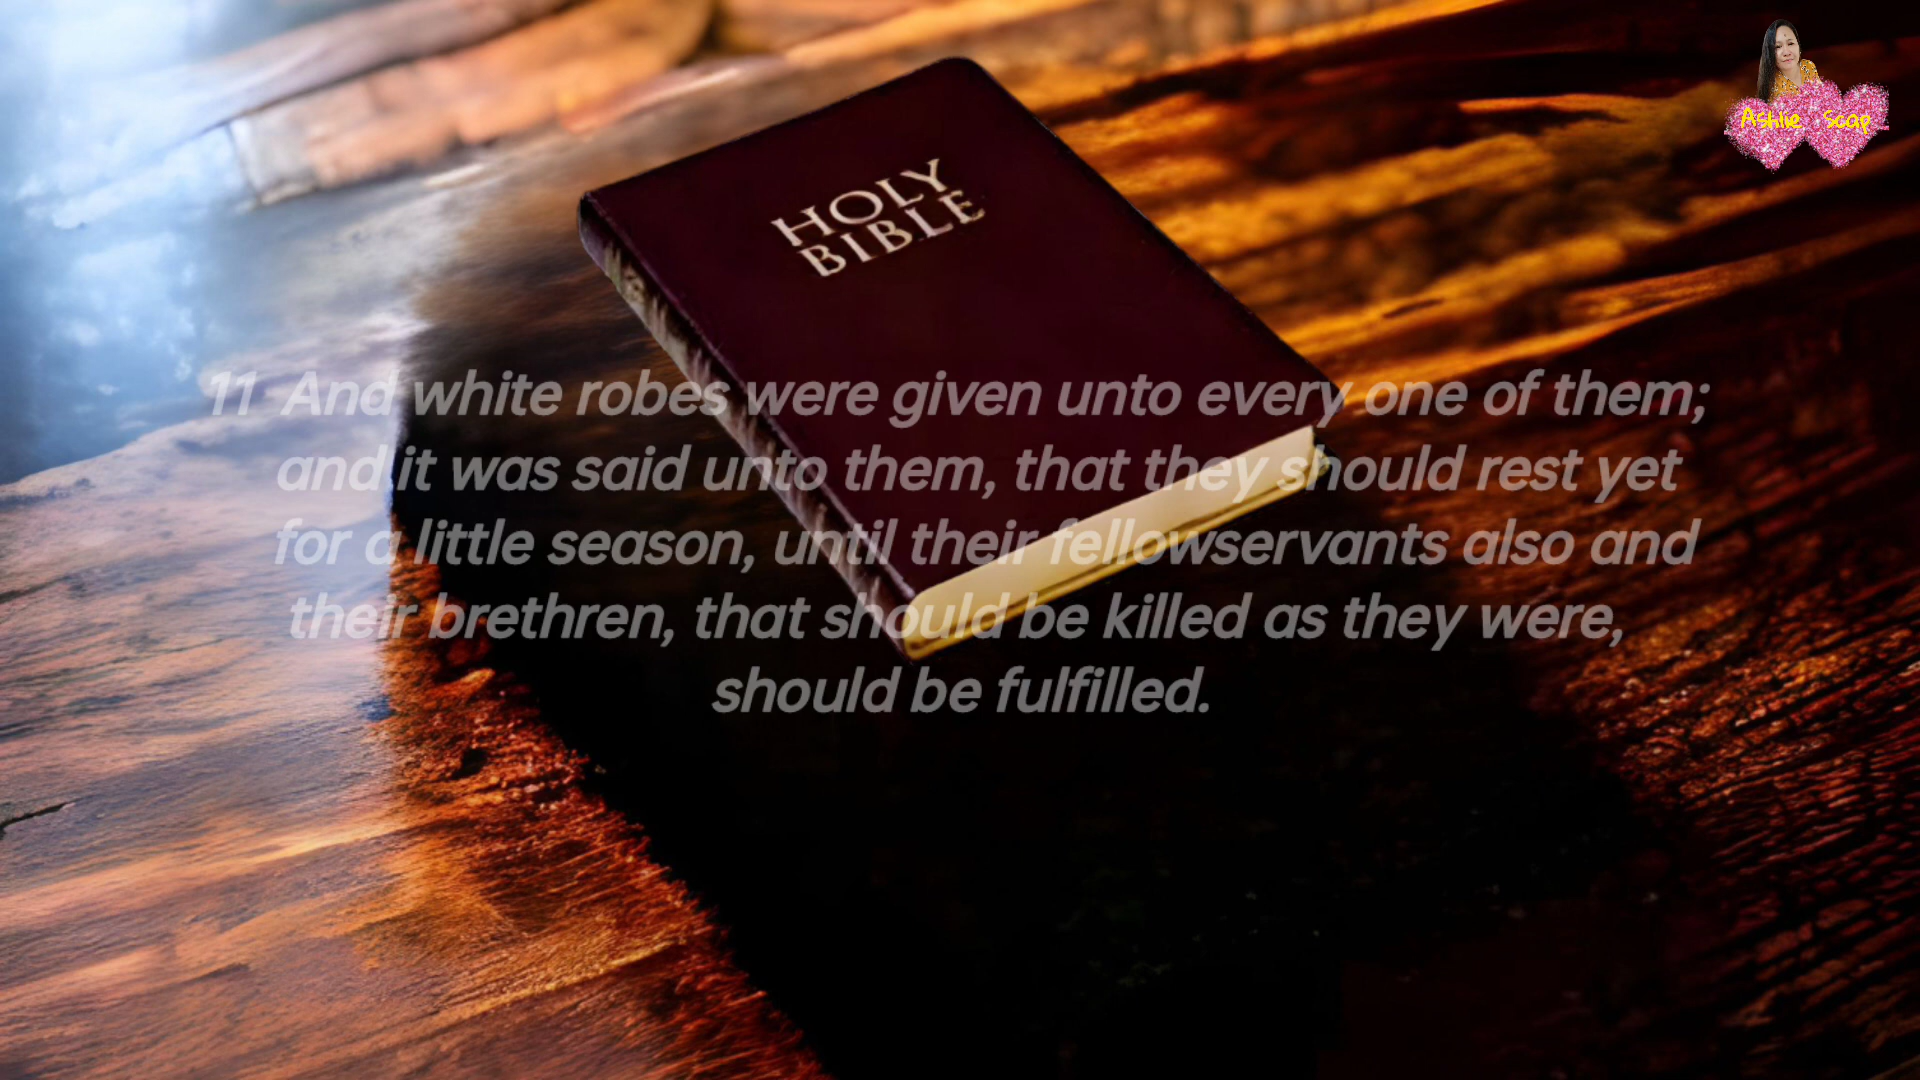 Ashlie Scap
HOLY
BIBLE
11 And white robes were given unto every one of them;
and it was said unto them, that they should rest yet
for a little season, until their fellowservants also and
their brethren, that should be killed as they were,
should be fulfilled.